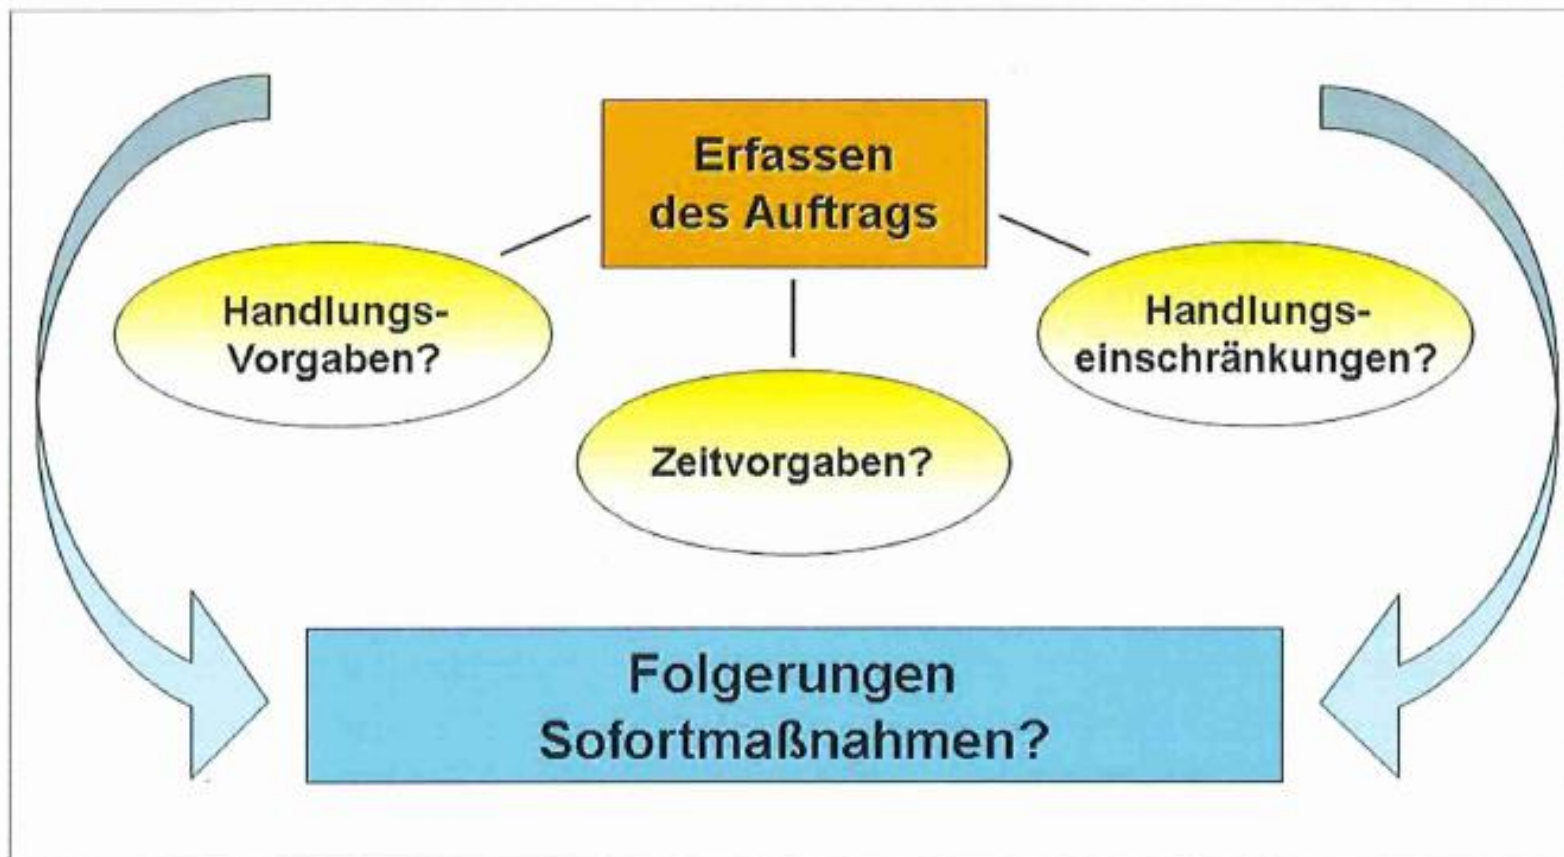 Erfassen
des Auftrags
Handlungs-
Vorgaben?
Handlungs-
einschränkungen?
Zeitvorgaben?
Folgerungen
Sofortmaßnahmen?